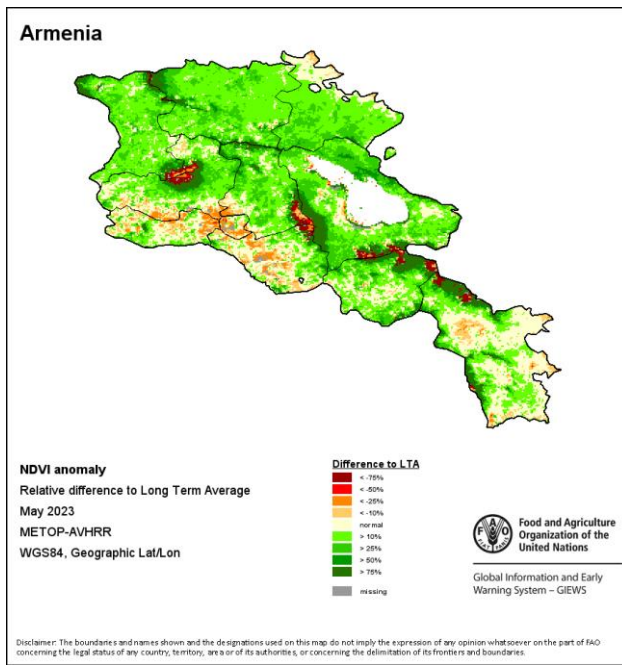 Armenia
NDVI anomaly
Relative difference to Long Term Average
May 2023
METOP-AVHRR
WGS84, Geographic Lat/Lon
Difference to LTA
< -75%
< -50%
< -25%
< -10%
normal
> 10%
> 25%
> 50%
> 75%
missing
FAO
FIAT PANIS
Food and Agriculture
Organization of the
United Nations
Global Information and Early
Warning System – GIEWS
Disclaimer: The boundaries and names shown and the designations used on this map do not imply the expression of any opinion whatsoever on the part of FAO
concerning the legal status of any country, territory, area or of its authorities, or concerning the delimitation of its frontiers and boundaries.